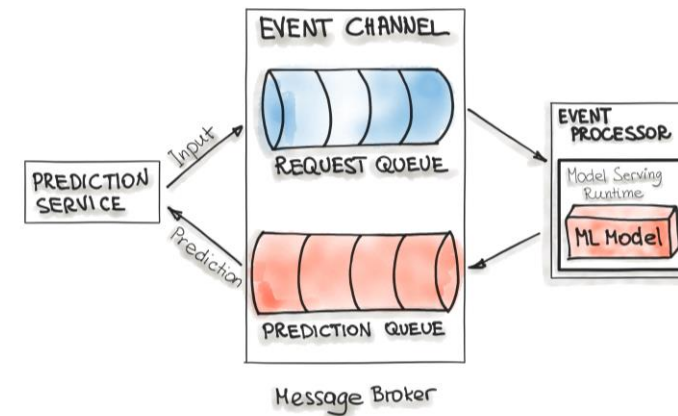 EVENT CHANNEL
REQUEST QUEUE
PREDICTION QUEUE
Message Broker
PREDICTION
SERVICE
Input
Prediction
EVENT
PROCESSOR
Model Serving
Runtime
ML Model